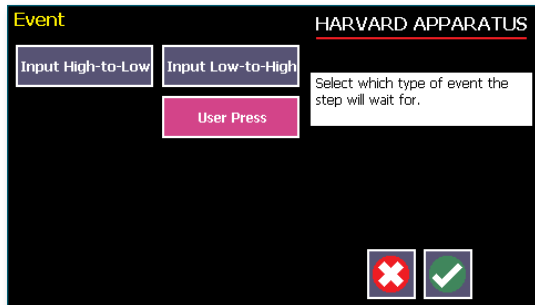 Event
HARVARD APPARATUS
Input High-to-Low
Input Low-to-High
Select which type of event the
step will wait for.
User Press